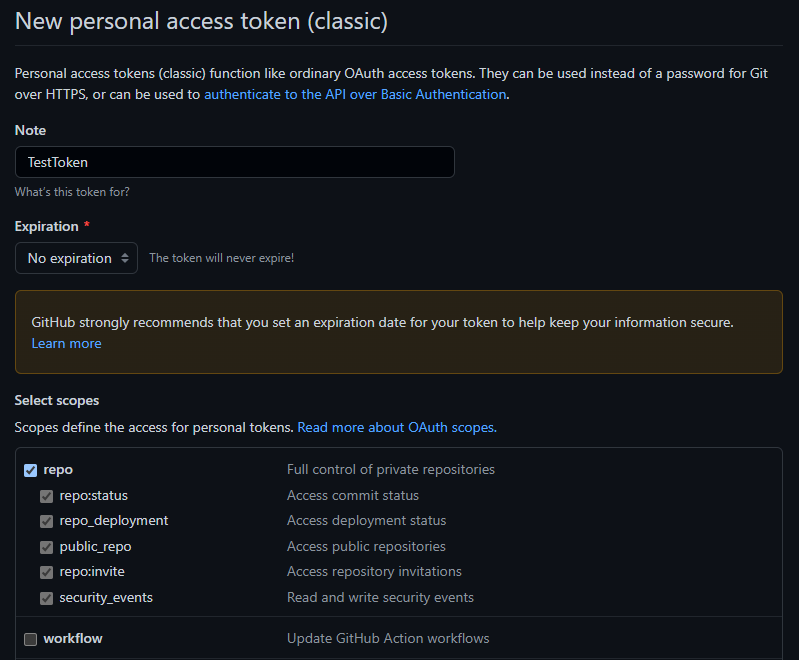 New personal access token (classic)
Personal access tokens (classic) function like ordinary OAuth access tokens. They can be used instead of a password for Git
over HTTPS, or can be used to authenticate to the API over Basic Authentication.
Note
TestToken
What's this token for?
Expiration *
No expiration The token will never expire!
GitHub strongly recommends that you set an expiration date for your token to help keep your information secure.
Learn more
Select scopes
Scopes define the access for personal tokens. Read more about OAuth scopes.
repo Full control of private repositories
repo:status Access commit status
repo_deployment Access deployment status
public_repo Access public repositories
repo:invite Access repository invitations
security_events Read and write security events
workflow Update GitHub Action workflows